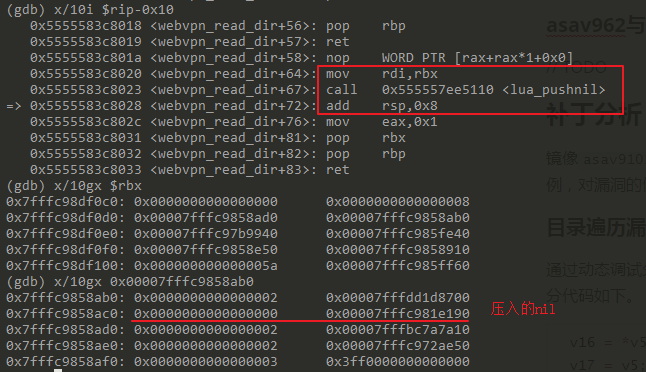 (gdb) x/10i $rip-0x10
0x5555583c8018 <webvpn_read_dir+56>: pop rbp
0x5555583c8019 <webvpn_read_dir+57>: ret
0x5555583c801a <webvpn_read_dir+58>: nop WORD PTR [rax+rax*1+0x0]
0x5555583c8020 <webvpn_read_dir+64>: mov rdi,rbx
0x5555583c8023 <webvpn_read_dir+67>: call 0x555557ee5110 <lua_pushnil>
=> 0x5555583c8028 <webvpn_read_dir+72>: add rsp,0x8
0x5555583c802c <webvpn_read_dir+76>: mov eax,0x1
0x5555583c8031 <webvpn_read_dir+81>: pop rbx
0x5555583c8032 <webvpn_read_dir+82>: pop rbp
0x5555583c8033 <webvpn_read_dir+83>: ret
(gdb) x/10gx $rbx
0x7fffc98df0c0: 0x0000000000000000 0x0000000000000008
0x7fffc98df0d0: 0x00007fffc9858ad0 0x00007fffc9858ab0
0x7fffc98df0e0: 0x00007fffc97b9940 0x00007fffc985fe40
0x7fffc98df0f0: 0x00007fffc9858e50 0x00007fffc9858910
0x7fffc98df100: 0x000000000000005a 0x00007fffc985ff60
(gdb) x/10gx 0x00007fffc9858ab0
0x7fffc9858ab0: 0x0000000000000002 0x00007fffdd1d8700
0x7fffc9858ac0: 0x0000000000000000 0x00007fffc981e190
压入的nil
0x7fffc9858ad0: 0x0000000000000002 0x00007fffbc7a7a10
0x7fffc9858ae0: 0x0000000000000002 0x00007fffc972ae50
0x7fffc9858af0: 0x0000000000000003 0x3ff0000000000000
asav962与
补丁分析
镜像 asav910
例，对漏洞的
目录遍历漏
通过动态调试
分代码如下。
v16 = *v5
v17 = v5;